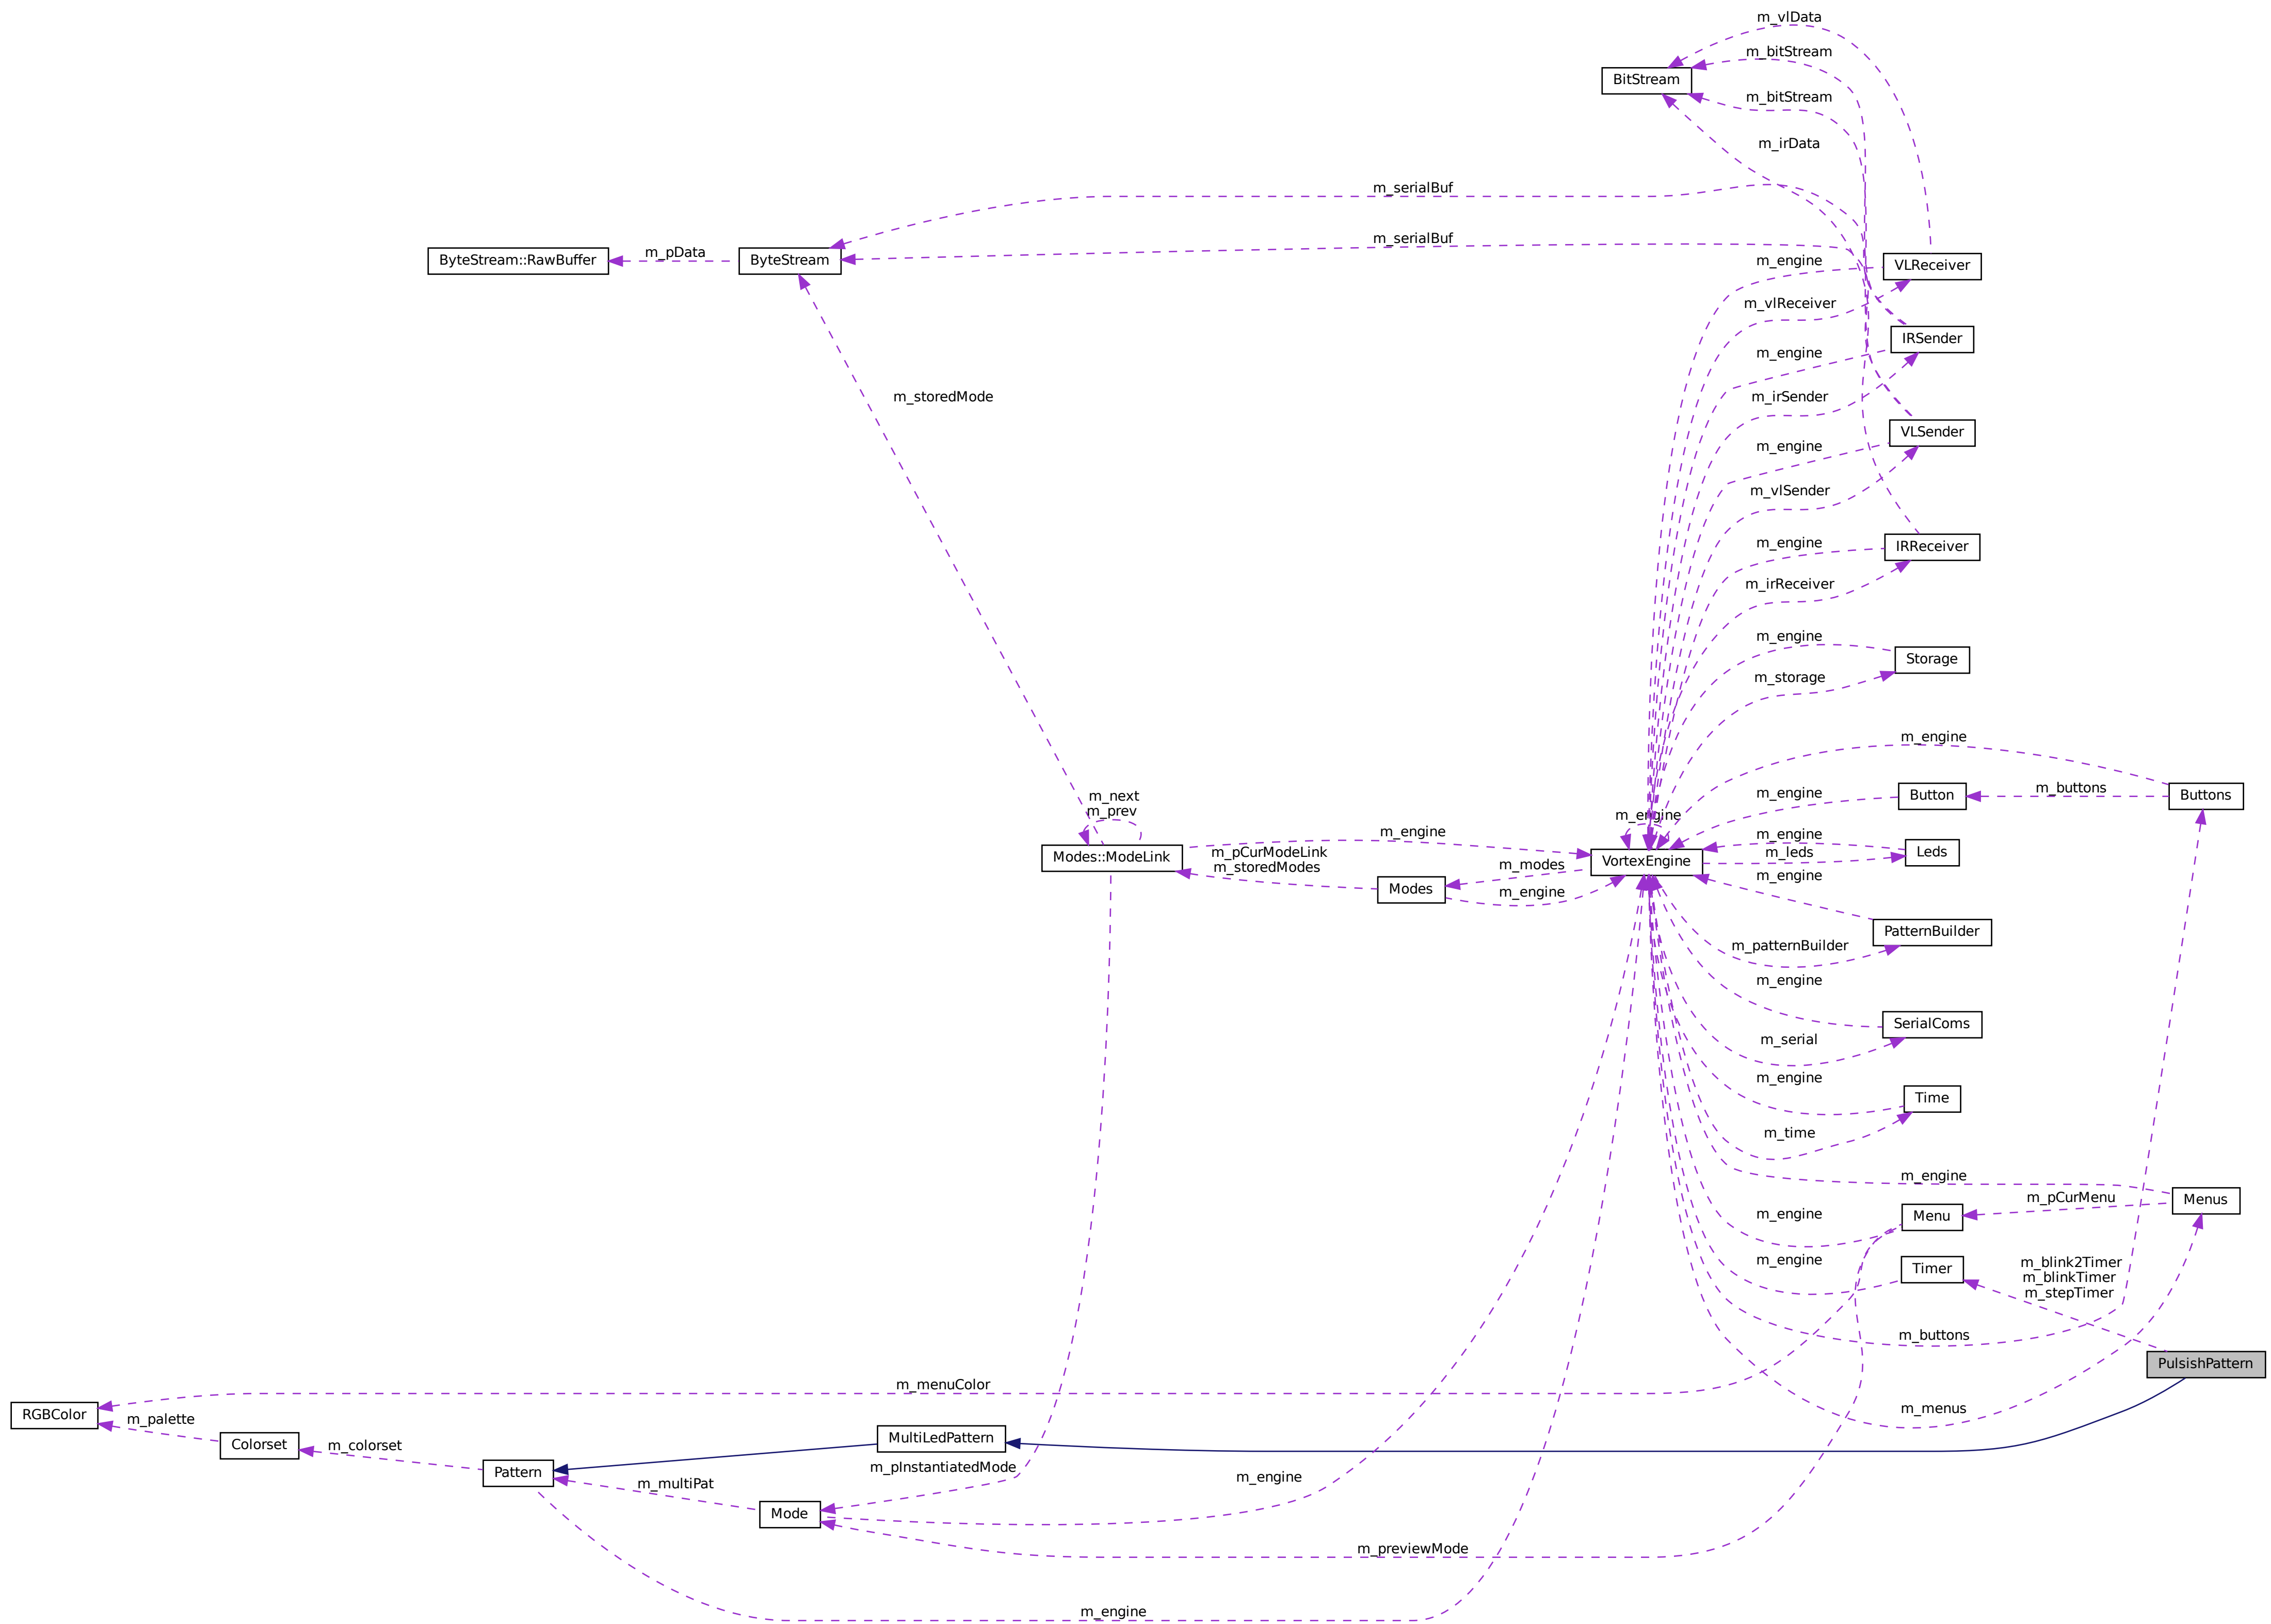 m_vlData
m_bitStream
BitStream
m_bitStream
m_irData
m_serialBuf
m_serialBuf
ByteStream::RawBuffer
m_pData
ByteStream
m_engine
VLReceiver
m_vlReceiver
IRSender
m_engine
m_storedMode
m_irSender
VLSender
m_engine
m_vlSender
m_engine
IRReceiver
m_irReceiver
m_engine
Storage
m_storage
m_engine
m_buttons
m_engine
Button
Buttons
m_next
m_prev
m_engine
m_engine
m_engine
Leds
m_leds
Modes::ModeLink
m_pCurModeLink
m_storedModes
m_modes
VortexEngine
m_engine
Modes
m_engine
PatternBuilder
m_patternBuilder
m_engine
SerialComs
m_serial
m_engine
Time
m_time
m_engine
m_pCurMenu
Menus
m_engine
Menu
m_engine
Timer
m_blink2Timer
m_blinkTimer
m_stepTimer
m_buttons
PulsishPattern
m_menuColor
m_menus
RGBColor
m_palette
Colorset
m_colorset
MultiLedPattern
Pattern
m_pInstantiatedMode
m_engine
m_multiPat
Mode
m_previewMode
m_engine